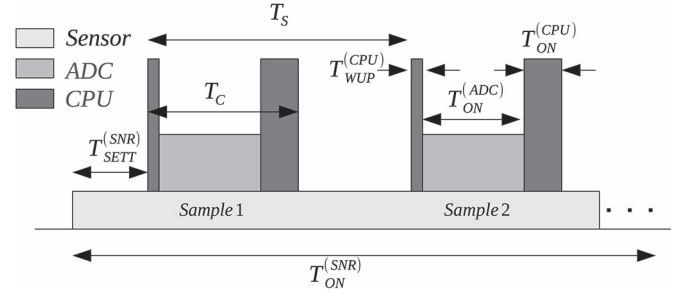 Sensor
ADC
CPU
T_S
T_WUP^(CPU)
T_ON^(CPU)
T_C
T_ON^(ADC)
T_SETT^(SNR)
Sample 1
Sample 2
. . .
T_ON^(SNR)